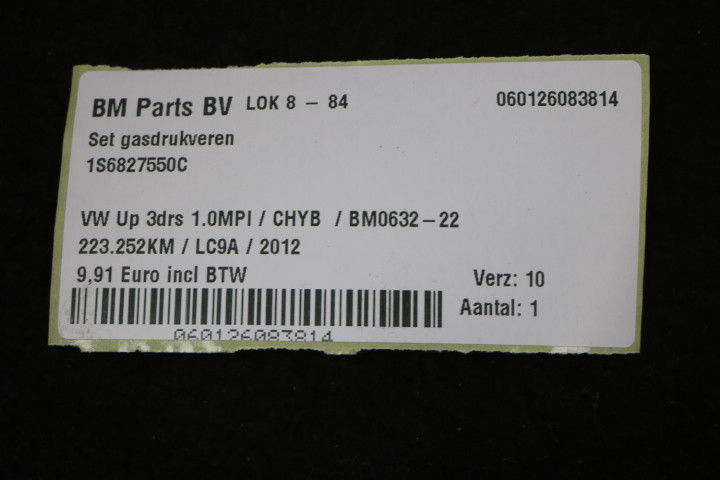 BM Parts BV LOK 8 - 84 060126083814
Set gasdrukveren
1S6827550C
VW Up 3drs 1.0MPI / CHYB / BM0632-22
223.252KM / LC9A / 2012
9,91 Euro incl BTW Verz: 10
Aantal: 1
060126083814